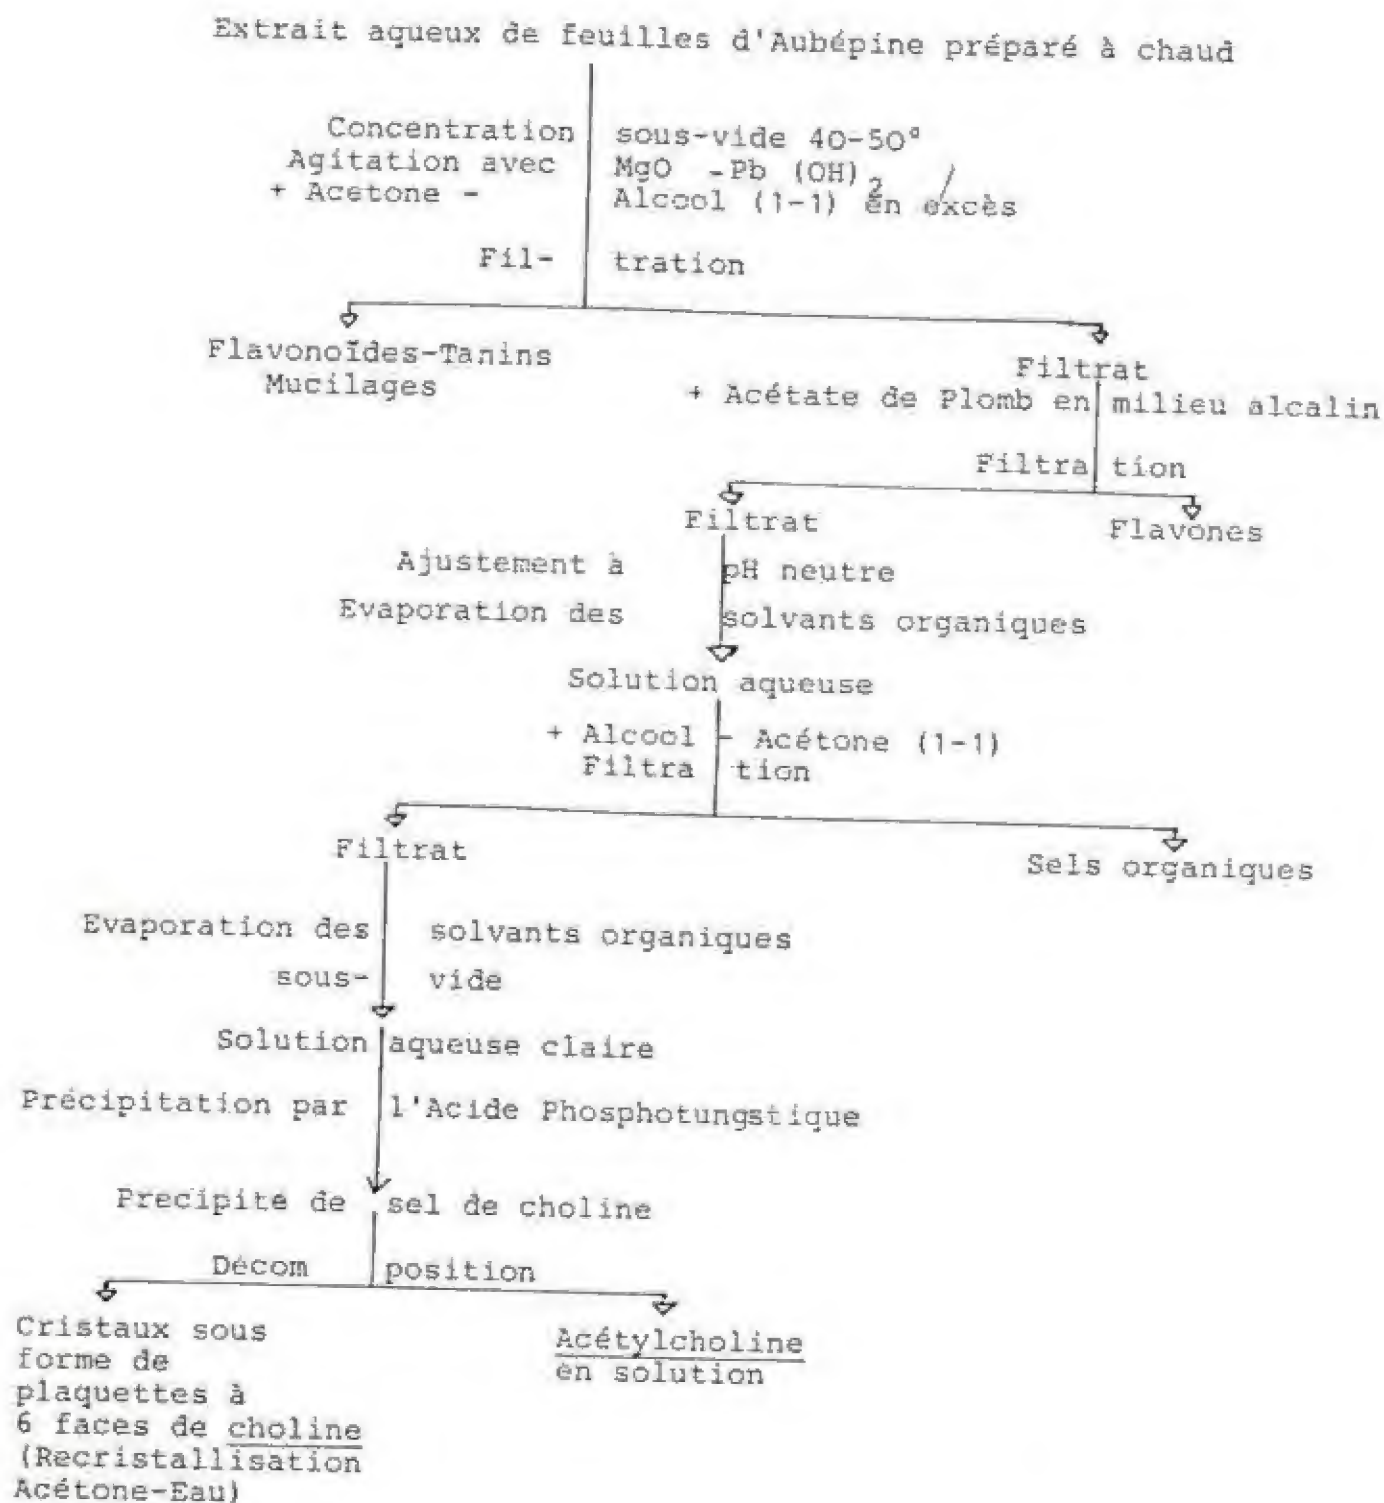 Extrait aqueux de feuilles d'Aubépine préparé à chaud
Concentration sous-vide 40-50°
Agitation avec MgO -Pb (OH)2 /
+ Acetone - Alcool (1-1) en excès
Fil- tration
Flavonoïdes-Tanins
Mucilages
Filtrat
+ Acétate de Plomb en milieu alcalin
Filtra tion
Filtrat
Flavones
Ajustement à pH neutre
Evaporation des solvants organiques
Solution aqueuse
+ Alcool - Acétone (1-1)
Filtra tion
Filtrat
Sels organiques
Evaporation des solvants organiques
sous- vide
Solution aqueuse claire
Précipitation par l'Acide Phosphotungstique
Precipite de sel de choline
Décom position
Cristaux sous
forme de
plaquettes à
6 faces de choline
(Recristallisation
Acétone-Eau)
Acétylcholine
en solution